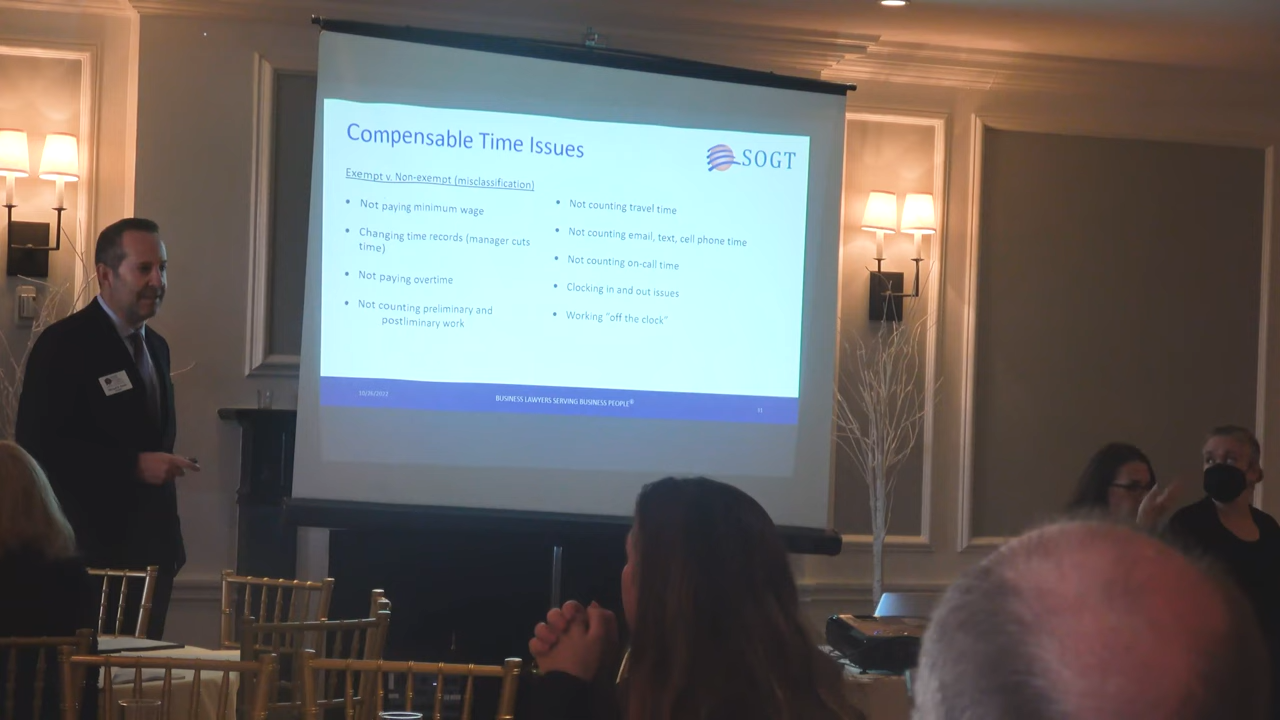 Compensable Time Issues
SOGT
Exempt v. Non-exempt (misclassification)
• Not paying minimum wage
• Changing time records (manager cuts
time)
• Not paying overtime
• Not counting preliminary and
postliminary work
• Not counting travel time
• Not counting email, text, cell phone time
• Not counting on-call time
• Clocking in and out issues
• Working "off the clock"
10/26/2022
BUSINESS LAWYERS SERVING BUSINESS PEOPLE®